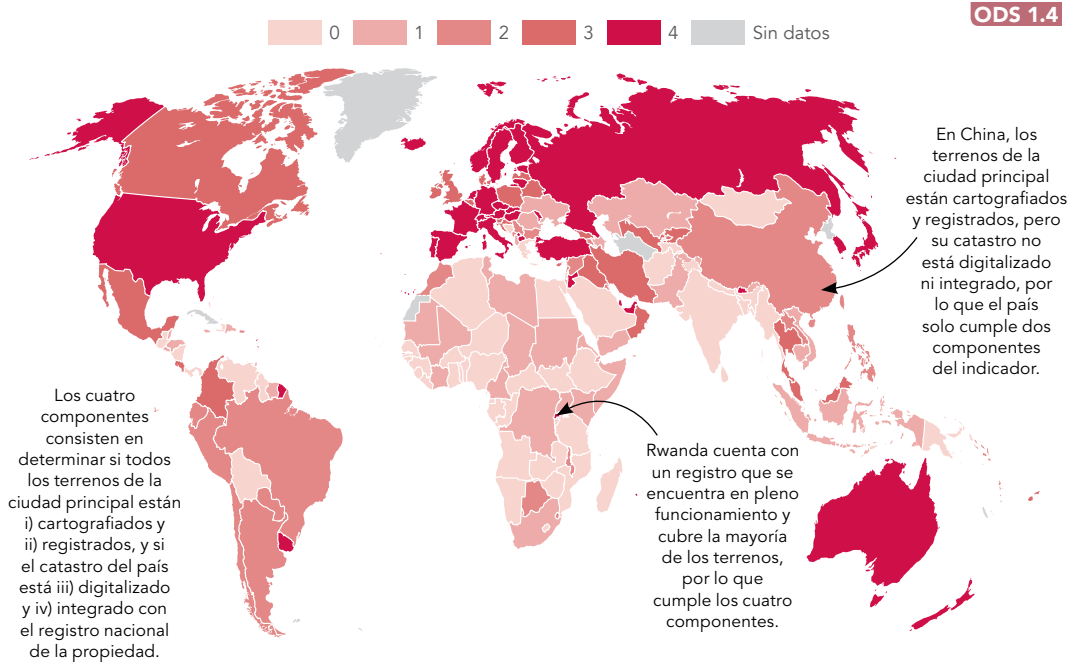 ODS 1.4
0 1 2 3 4 Sin datos
En China, los
terrenos de la
ciudad principal
están cartografiados
y registrados, pero
su catastro no
está digitalizado
ni integrado, por
lo que el país
solo cumple dos
componentes
del indicador.
Los cuatro
componentes
consisten en
determinar si todos
los terrenos de la
ciudad principal están
i) cartografiados y
ii) registrados, y si
el catastro del país
está iii) digitalizado
y iv) integrado con
el registro nacional
de la propiedad.
Rwanda cuenta con
un registro que se
encuentra en pleno
funcionamiento y
cubre la mayoría
de los terrenos,
por lo que
cumple los cuatro
componentes.